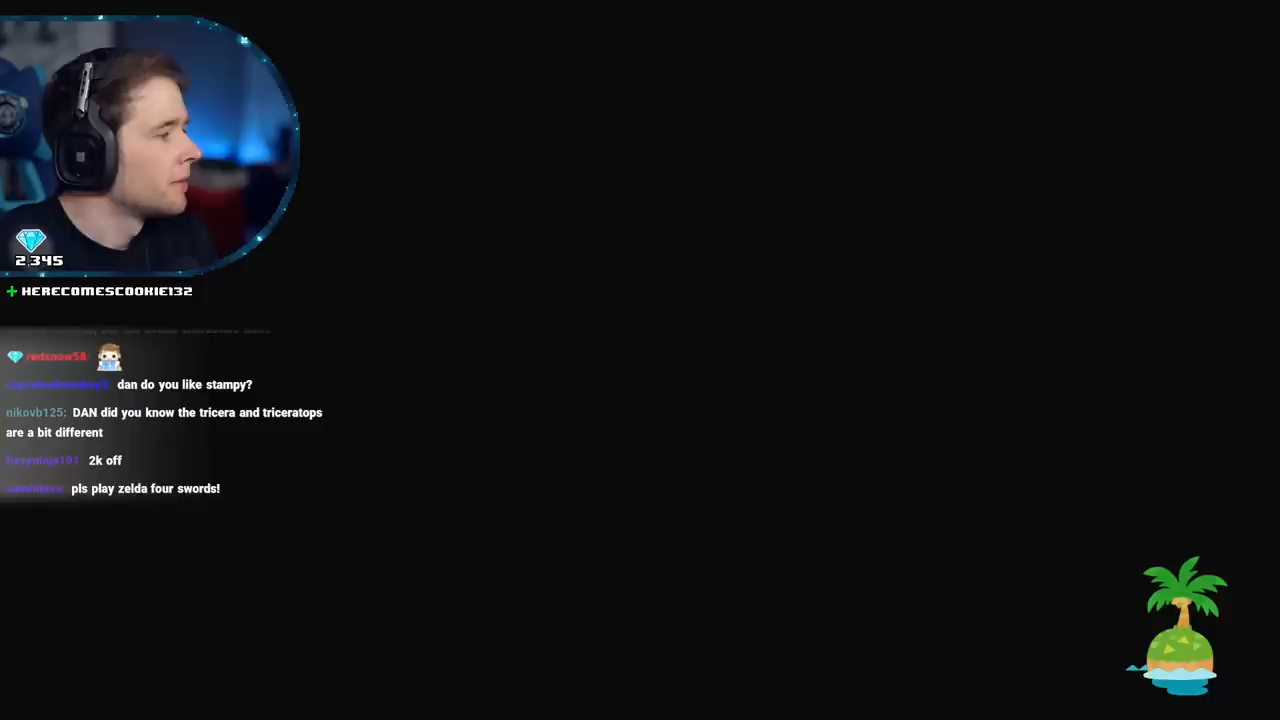 2,345
+ HERECOMESCOOKIE132
redsnow58
dan do you like stampy?
nikovb125: DAN did you know the tricera and triceratops
are a bit different
2k off
pls play zelda four swords!